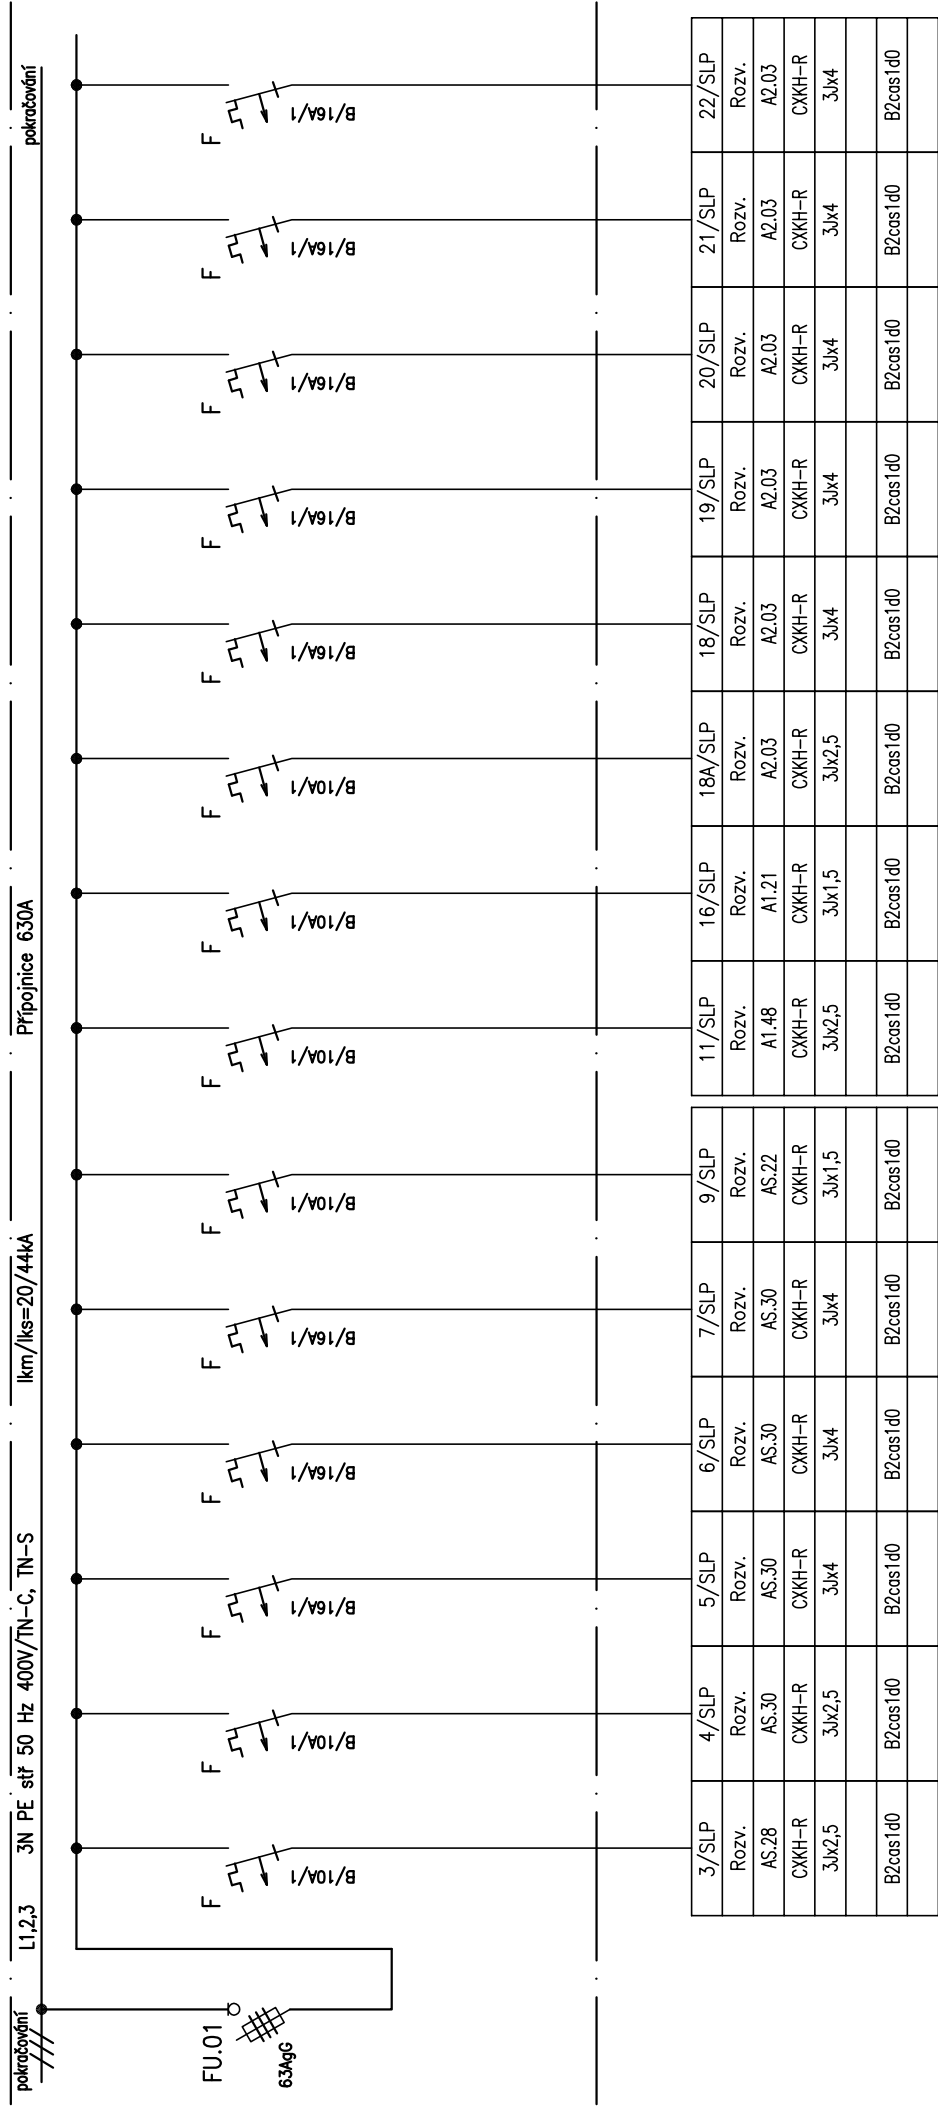 pokračování
L1,2,3
3N PE stř 50 Hz 400V/TN-C, TN-S
Ikm/Iks=20/44kA
Přípojnice 630A
pokračování
FU.01
63AgG
F
B/10A/1
F
B/10A/1
F
B/16A/1
F
B/16A/1
F
B/16A/1
F
B/10A/1
F
B/10A/1
F
B/10A/1
F
B/10A/1
F
B/16A/1
F
B/16A/1
F
B/16A/1
F
B/16A/1
F
B/16A/1
3/SLP 4/SLP 5/SLP 6/SLP 7/SLP 9/SLP 11/SLP 16/SLP 18A/SLP 18/SLP 19/SLP 20/SLP 21/SLP 22/SLP
Rozv. Rozv. Rozv. Rozv. Rozv. Rozv. Rozv. Rozv. Rozv. Rozv. Rozv. Rozv. Rozv. Rozv.
AS.28 AS.30 AS.30 AS.30 AS.30 AS.22 A1.48 A1.21 A2.03 A2.03 A2.03 A2.03 A2.03 A2.03
CXKH-R CXKH-R CXKH-R CXKH-R CXKH-R CXKH-R CXKH-R CXKH-R CXKH-R CXKH-R CXKH-R CXKH-R CXKH-R CXKH-R
3Jx2,5 3Jx2,5 3Jx4 3Jx4 3Jx4 3Jx1,5 3Jx2,5 3Jx1,5 3Jx2,5 3Jx4 3Jx4 3Jx4 3Jx4 3Jx4
B2cas1d0 B2cas1d0 B2cas1d0 B2cas1d0 B2cas1d0 B2cas1d0 B2cas1d0 B2cas1d0 B2cas1d0 B2cas1d0 B2cas1d0 B2cas1d0 B2cas1d0 B2cas1d0